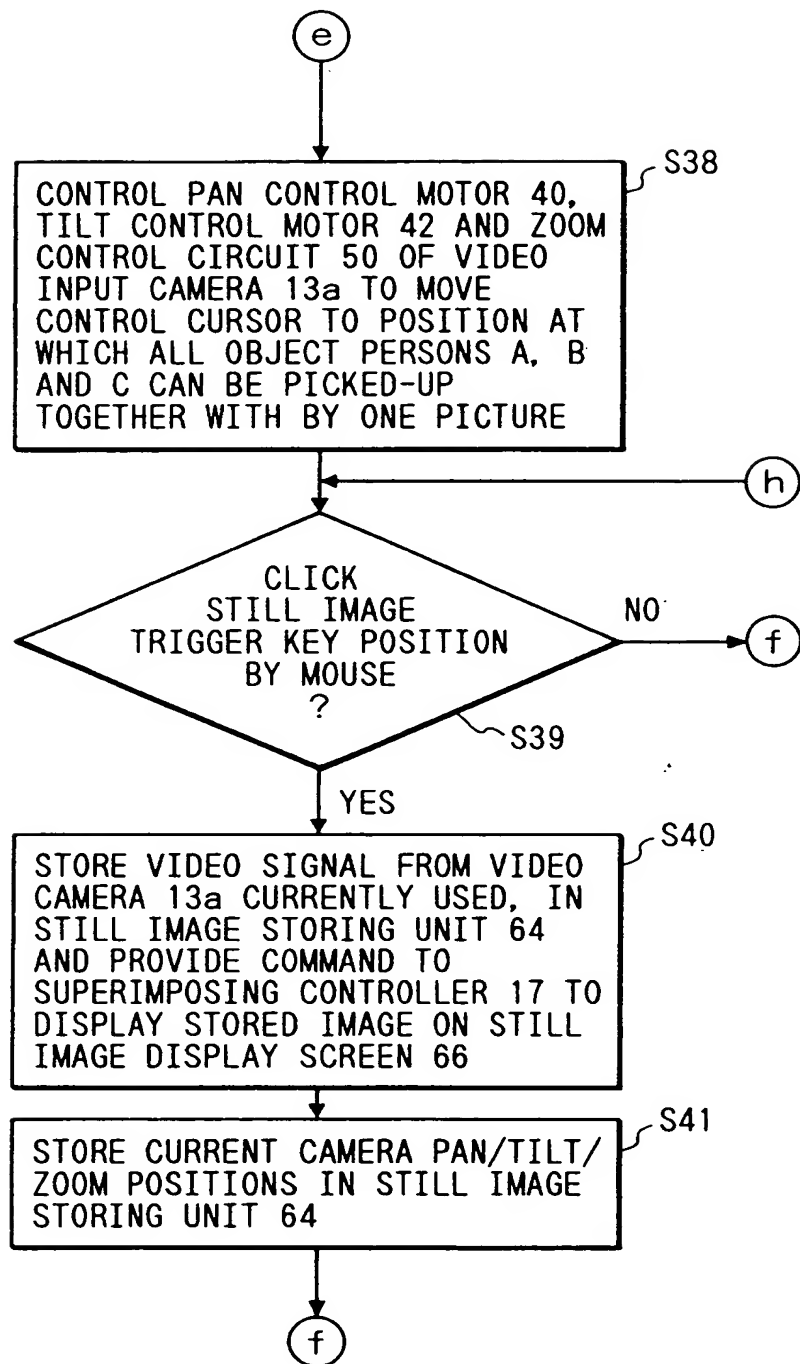 e
S38
CONTROL PAN CONTROL MOTOR 40,
TILT CONTROL MOTOR 42 AND ZOOM
CONTROL CIRCUIT 50 OF VIDEO
INPUT CAMERA 13a TO MOVE
CONTROL CURSOR TO POSITION AT
WHICH ALL OBJECT PERSONS A, B
AND C CAN BE PICKED-UP
TOGETHER WITH BY ONE PICTURE
h
CLICK
STILL IMAGE
TRIGGER KEY POSITION
BY MOUSE
?
NO
f
S39
YES
S40
STORE VIDEO SIGNAL FROM VIDEO
CAMERA 13a CURRENTLY USED, IN
STILL IMAGE STORING UNIT 64
AND PROVIDE COMMAND TO
SUPERIMPOSING CONTROLLER 17 TO
DISPLAY STORED IMAGE ON STILL
IMAGE DISPLAY SCREEN 66
S41
STORE CURRENT CAMERA PAN/TILT/
ZOOM POSITIONS IN STILL IMAGE
STORING UNIT 64
f